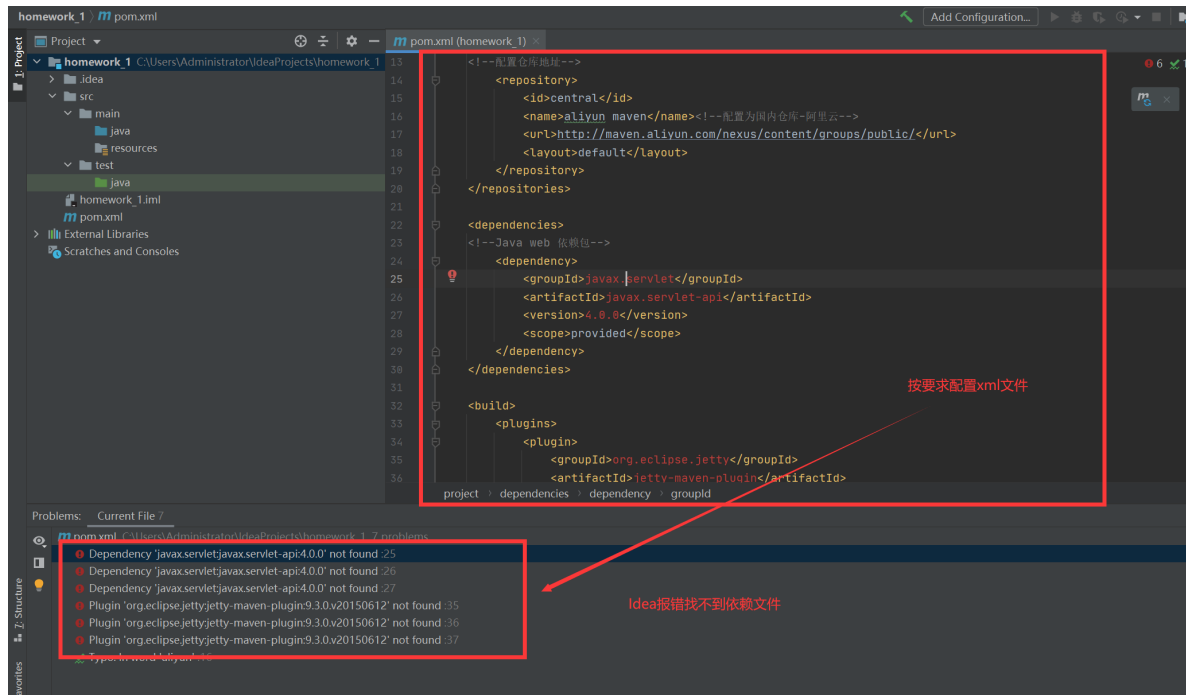 homework_1 〉 m pom.xml
Add Configuration...
1: Project
Project
m pom.xml (homework_1) ×
homework_1 C:\Users\Administrator\IdeaProjects\homework_1
.idea
src
main
java
resources
test
java
homework_1.iml
m pom.xml
External Libraries
Scratches and Consoles
13 <!--配置仓库地址-->
14 <repository>
15 <id>central</id>
16 <name>aliyun maven</name><!--配置为国内仓库-阿里云-->
17 <url>http://maven.aliyun.com/nexus/content/groups/public/</url>
18 <layout>default</layout>
19 </repository>
20 </repositories>
21
22 <dependencies>
23 <!--Java web 依赖包-->
24 <dependency>
25 <groupId>javax.servlet</groupId>
26 <artifactId>javax.servlet-api</artifactId>
27 <version>4.0.0</version>
28 <scope>provided</scope>
29 </dependency>
30 </dependencies>
31
32 <build>
33 <plugins>
34 <plugin>
35 <groupId>org.eclipse.jetty</groupId>
36 <artifactId>jetty-maven-plugin</artifactId>
6
project 〉 dependencies 〉 dependency 〉 groupId
按要求配置xml文件
Problems: Current File 7
m pom.xml C:\Users\Administrator\IdeaProjects\homework_1 7 problems
Dependency 'javax.servlet:javax.servlet-api:4.0.0' not found :25
Dependency 'javax.servlet:javax.servlet-api:4.0.0' not found :26
Dependency 'javax.servlet:javax.servlet-api:4.0.0' not found :27
Plugin 'org.eclipse.jetty:jetty-maven-plugin:9.3.0.v20150612' not found :35
Plugin 'org.eclipse.jetty:jetty-maven-plugin:9.3.0.v20150612' not found :36
Plugin 'org.eclipse.jetty:jetty-maven-plugin:9.3.0.v20150612' not found :37
Typo: In word 'aliyun' :16
Idea报错找不到依赖文件
7: Structure